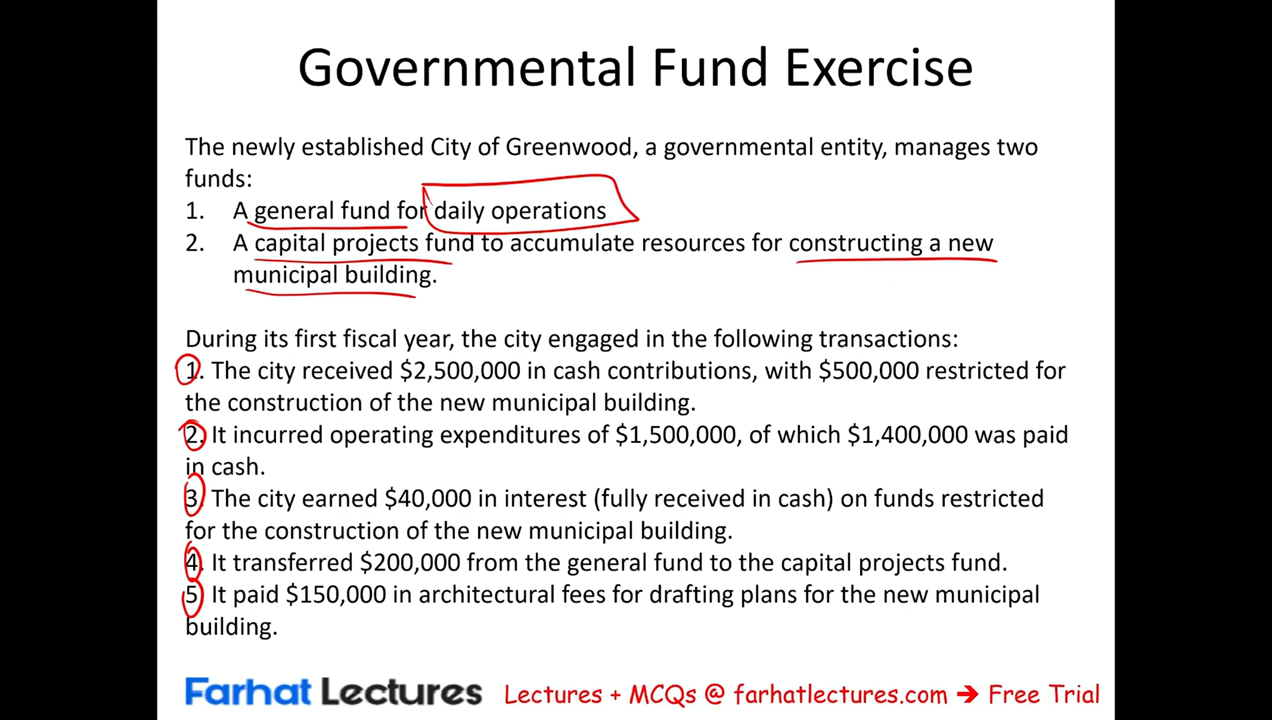 Governmental Fund Exercise
The newly established City of Greenwood, a governmental entity, manages two
funds:
1. A general fund for daily operations
2. A capital projects fund to accumulate resources for constructing a new
municipal building.
During its first fiscal year, the city engaged in the following transactions:
1. The city received $2,500,000 in cash contributions, with $500,000 restricted for
the construction of the new municipal building.
2. It incurred operating expenditures of $1,500,000, of which $1,400,000 was paid
in cash.
3. The city earned $40,000 in interest (fully received in cash) on funds restricted
for the construction of the new municipal building.
4. It transferred $200,000 from the general fund to the capital projects fund.
5. It paid $150,000 in architectural fees for drafting plans for the new municipal
building.
Farhat Lectures Lectures + MCQs @ farhatlectures.com → Free Trial